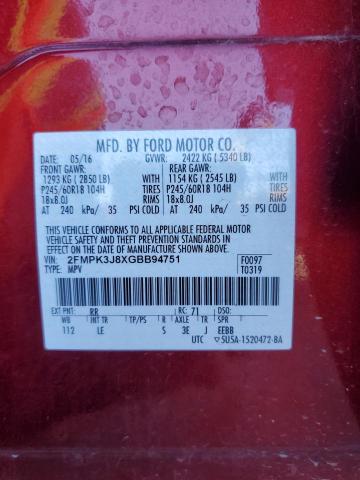 MFD. BY FORD MOTOR CO.
05/16 GVWR: 2422 KG ( 5340 LB)
FRONT GAWR: REAR GAWR:
1293 KG ( 2850 LB) WITH 1154 KG ( 2545 LB) WITH
P245/60R18 104H TIRES P245/60R18 104H TIRES
18x8.0J RIMS 18x8.0J RIMS
AT 240 kPa/ 35 PSI COLD AT 240 kPa/ 35 PSI COLD
THIS VEHICLE CONFORMS TO ALL APPLICABLE FEDERAL MOTOR
VEHICLE SAFETY STANDARDS IN EFFECT ON THE DATE OF MANUFACTURE SHOWN ABOVE.
VIN: 2FMPK3J8XGBB94751 F0097
TYPE: MPV T0319
EXT PNT: RR RC: 71 DSO:
WB INT TR TP/PS R AXLE TR SPR
112 LE S 3E J EEBB
UTC ▽5U5A-1520472-BA